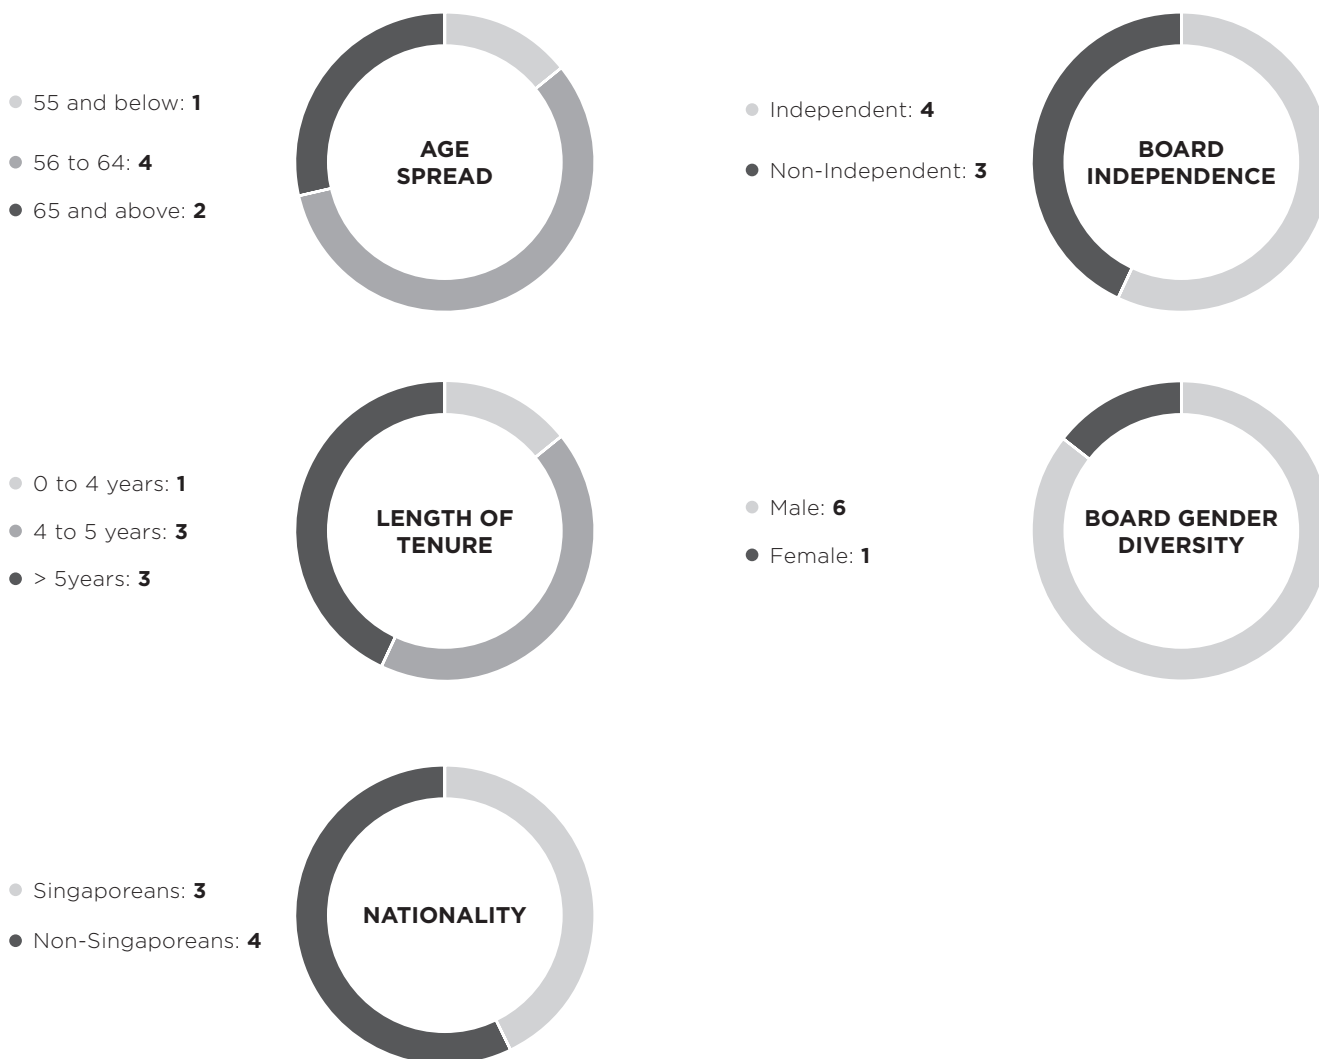 55 and below: 1
56 to 64: 4
65 and above: 2
AGE
SPREAD
Independent: 4
Non-Independent: 3
BOARD
INDEPENDENCE
0 to 4 years: 1
4 to 5 years: 3
> 5years: 3
LENGTH OF
TENURE
Male: 6
Female: 1
BOARD GENDER
DIVERSITY
Singaporeans: 3
Non-Singaporeans: 4
NATIONALITY